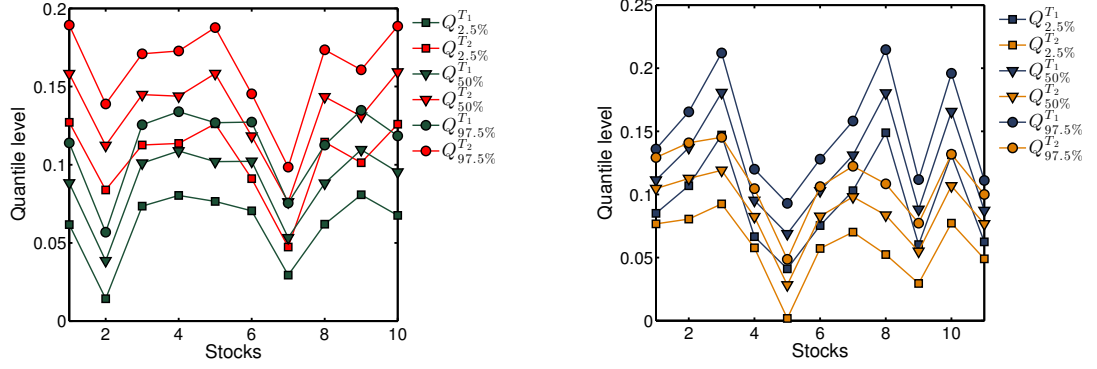 0.2
0.15
0.1
0.05
0
2
4
6
8
10
Quantile level
Stocks
Q^{T_1}_{2.5%}
Q^{T_2}_{2.5%}
Q^{T_1}_{50%}
Q^{T_2}_{50%}
Q^{T_1}_{97.5%}
Q^{T_2}_{97.5%}
0.25
0.2
0.15
0.1
0.05
0
2
4
6
8
10
Quantile level
Stocks
Q^{T_1}_{2.5%}
Q^{T_2}_{2.5%}
Q^{T_1}_{50%}
Q^{T_2}_{50%}
Q^{T_1}_{97.5%}
Q^{T_2}_{97.5%}